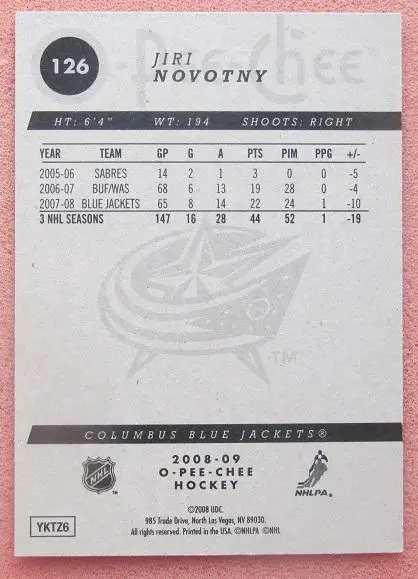 O-Pee-Chee
126
JIRI
NOVOTNY
HT: 6'4" WT: 194 SHOOTS: RIGHT
YEAR TEAM GP G A PTS PIM PPG +/-
2005-06 SABRES 14 2 1 3 0 0 -5
2006-07 BUF/WAS 68 6 13 19 28 0 -4
2007-08 BLUE JACKETS 65 8 14 22 24 1 -10
3 NHL SEASONS 147 16 28 44 52 1 -19
TM
COLUMBUS BLUE JACKETS®
2008-09
O-PEE-CHEE
HOCKEY
NHL
TM
NHLPA.
©2008 UDC.
985 Trade Drive, North Las Vegas, NV 89030.
All rights reserved. Printed in the USA. ©NHLPA ©NHL
YKTZ6